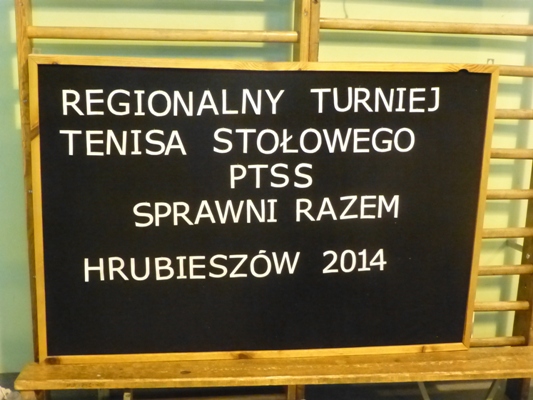 REGIONALNY TURNIEJ
TENISA STOŁOWEGO
PTSS
SPRAWNI RAZEM
HRUBIESZÓW 2014